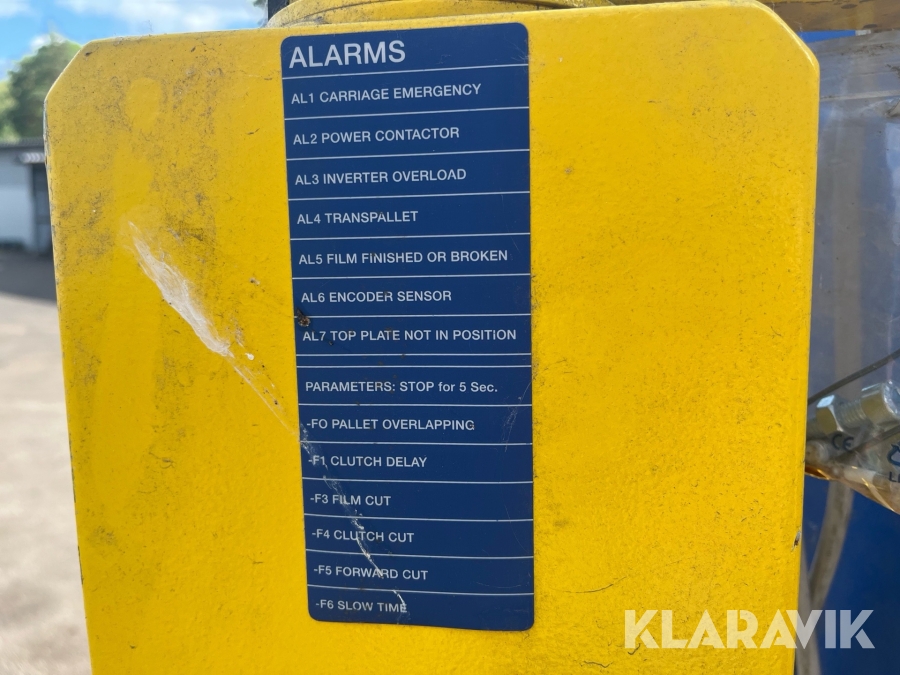 ALARMS
AL1 CARRIAGE EMERGENCY
AL2 POWER CONTACTOR
AL3 INVERTER OVERLOAD
AL4 TRANSPALLET
AL5 FILM FINISHED OR BROKEN
AL6 ENCODER SENSOR
AL7 TOP PLATE NOT IN POSITION
PARAMETERS: STOP for 5 Sec.
-FO PALLET OVERLAPPING
-F1 CLUTCH DELAY
-F3 FILM CUT
-F4 CLUTCH CUT
-F5 FORWARD CUT
-F6 SLOW TIME
CE
KLARAVIK